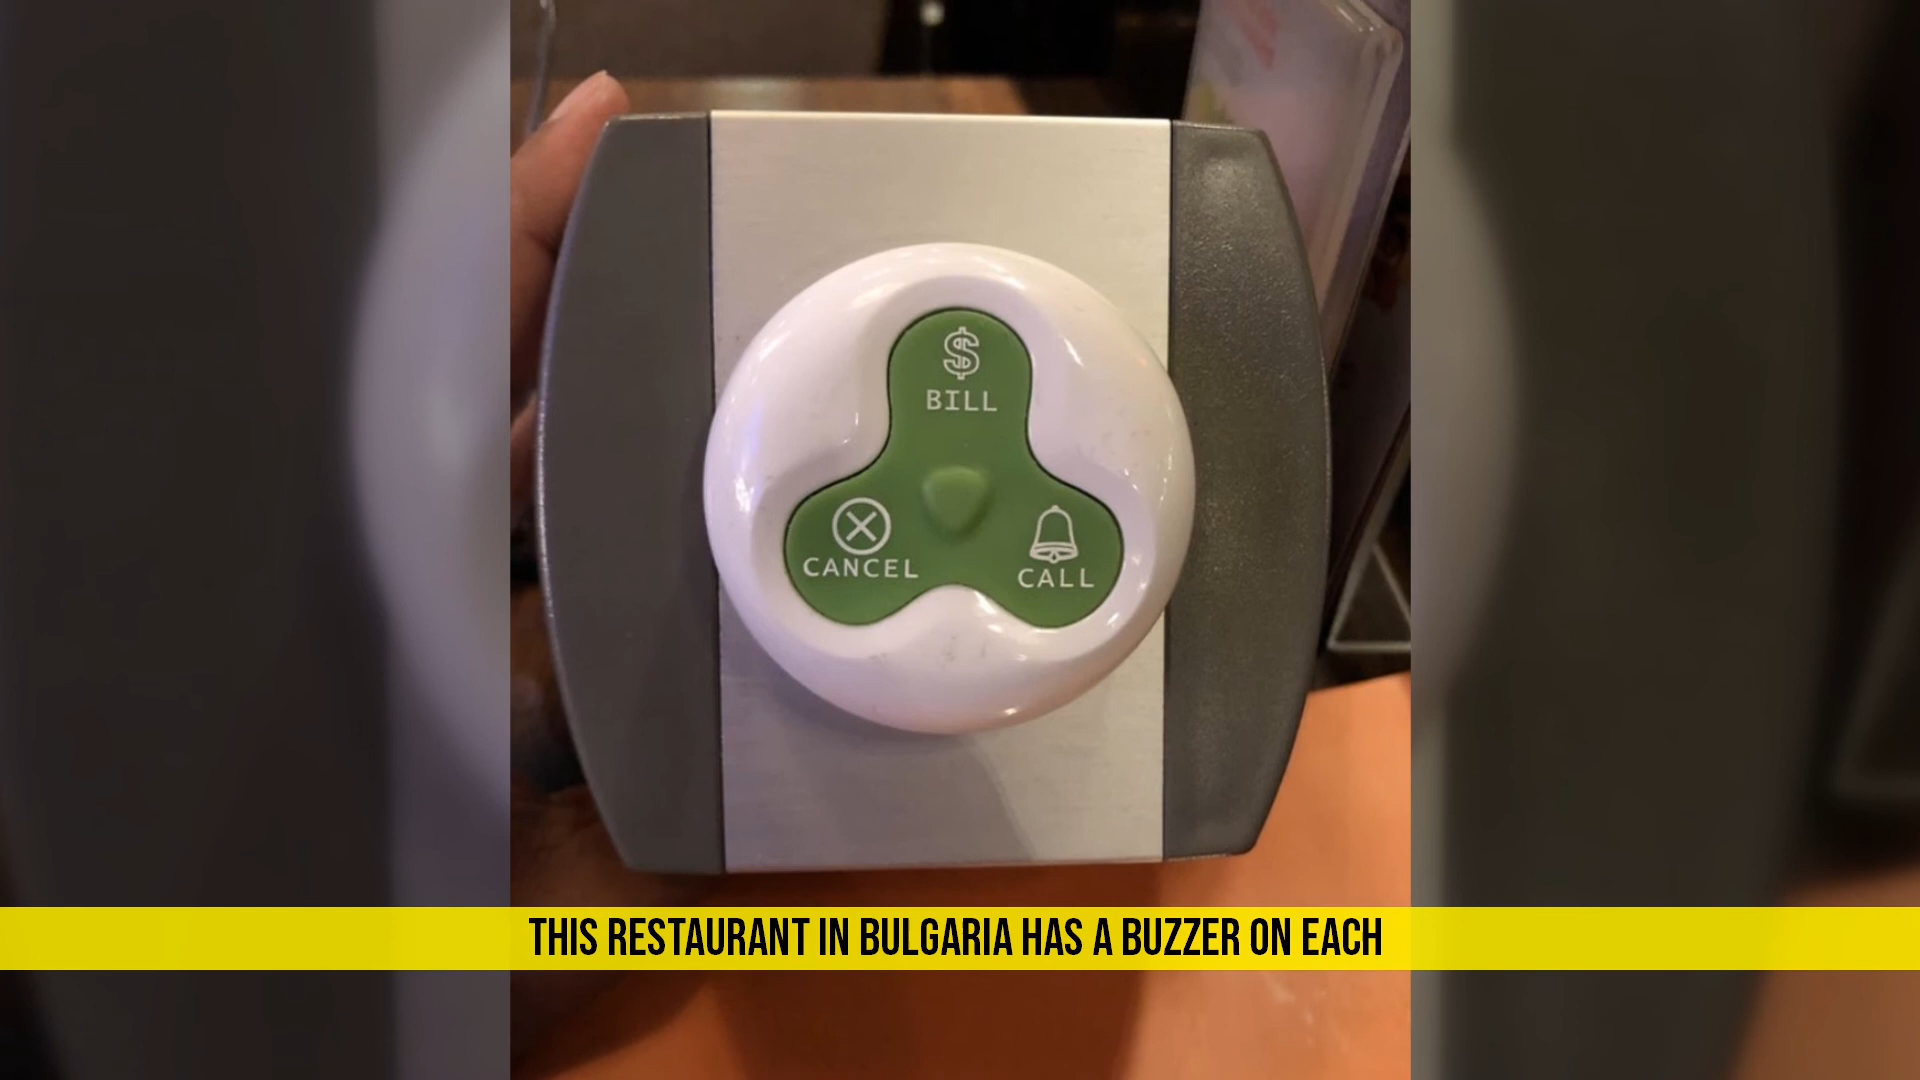 $
BILL
CANCEL
CALL
THIS RESTAURANT IN BULGARIA HAS A BUZZER ON EACH